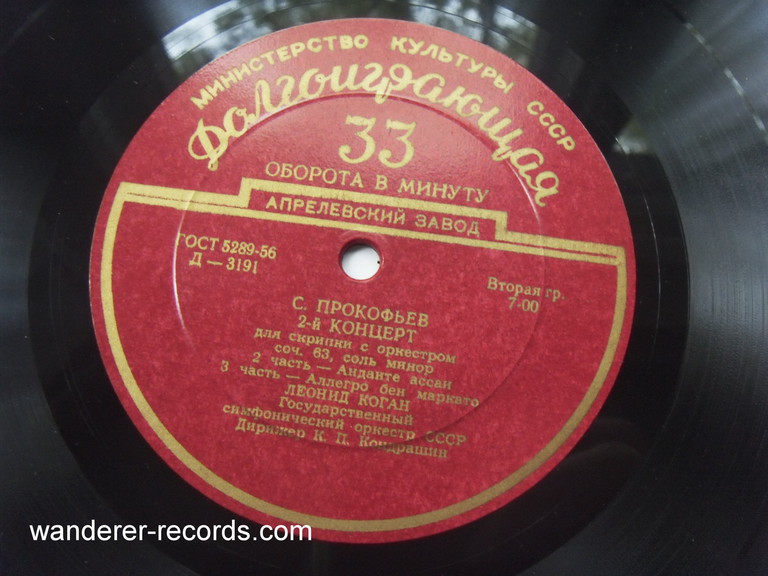 МИНИСТЕРСТВО КУЛЬТУРЫ СССР
Долгоиграющая
33
ОБОРОТА В МИНУТУ
АПРЕЛЕВСКИЙ ЗАВОД
ГОСТ 5289-56
Д — 3191
Вторая гр.
7-00
С. ПРОКОФЬЕВ
2-й КОНЦЕРТ
для скрипки с оркестром
соч. 63, соль минор
2 часть — Анданте ассаи
3 часть — Аллегро бен маркато
ЛЕОНИД КОГАН
Государственный
симфонический оркестр СССР
Дирижер К. П. Кондрашин
wanderer-records.com